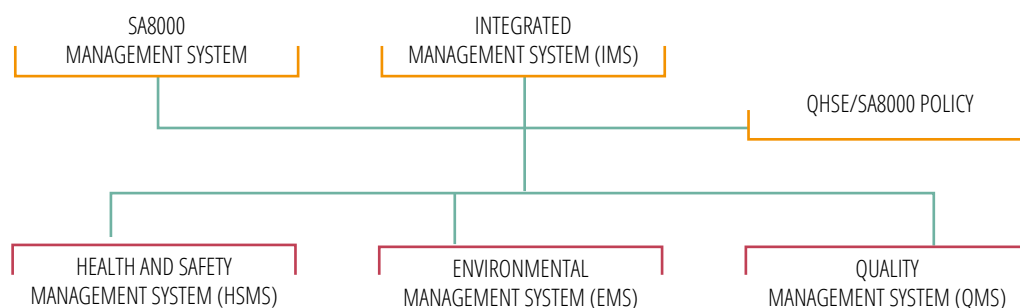 SA8000
MANAGEMENT SYSTEM
INTEGRATED
MANAGEMENT SYSTEM (IMS)
QHSE/SA8000 POLICY
HEALTH AND SAFETY
MANAGEMENT SYSTEM (HSMS)
ENVIRONMENTAL
MANAGEMENT SYSTEM (EMS)
QUALITY
MANAGEMENT SYSTEM (QMS)